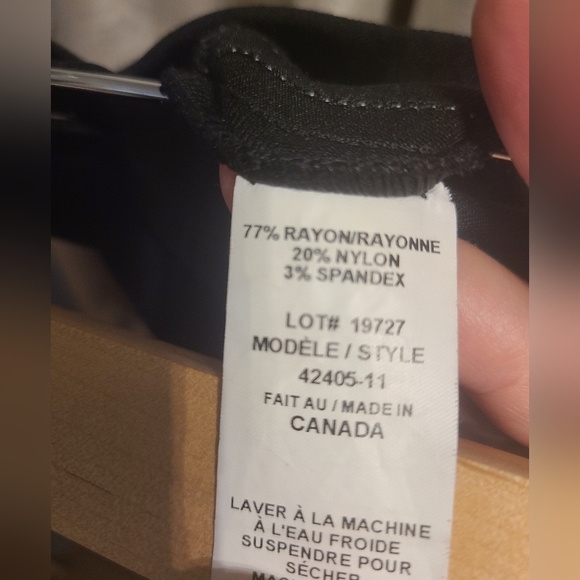 77% RAYON/RAYONNE
20% NYLON
3% SPANDEX
LOT# 19727
MODÈLE / STYLE
42405-11
FAIT AU / MADE IN
CANADA
LAVER À LA MACHINE
À L'EAU FROIDE
SUSPENDRE POUR
SÉCHER